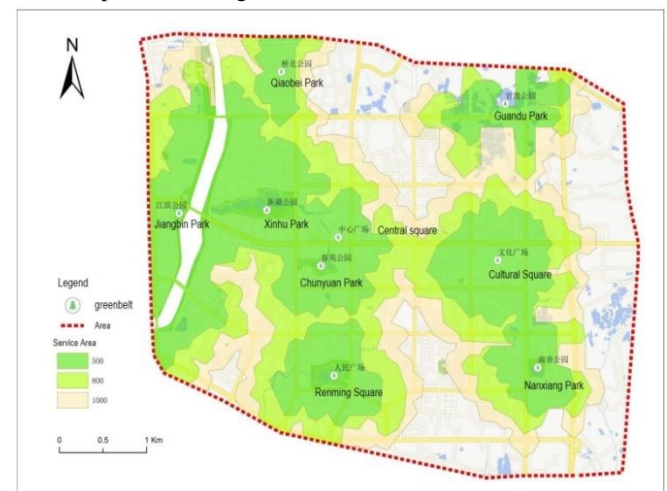 N
桥北公园
Qiaobei Park
官渡公园
Guandu Park
江滨公园
Jiangbin Park
新湖公园
Xinhu Park
中心广场
Central square
春苑公园
Chunyuan Park
文化广场
Cultural Square
人民广场
Renming Square
南香公园
Nanxiang Park
Legend
greenbelt
Area
Service Area
500
800
1000
0 0.5 1 Km